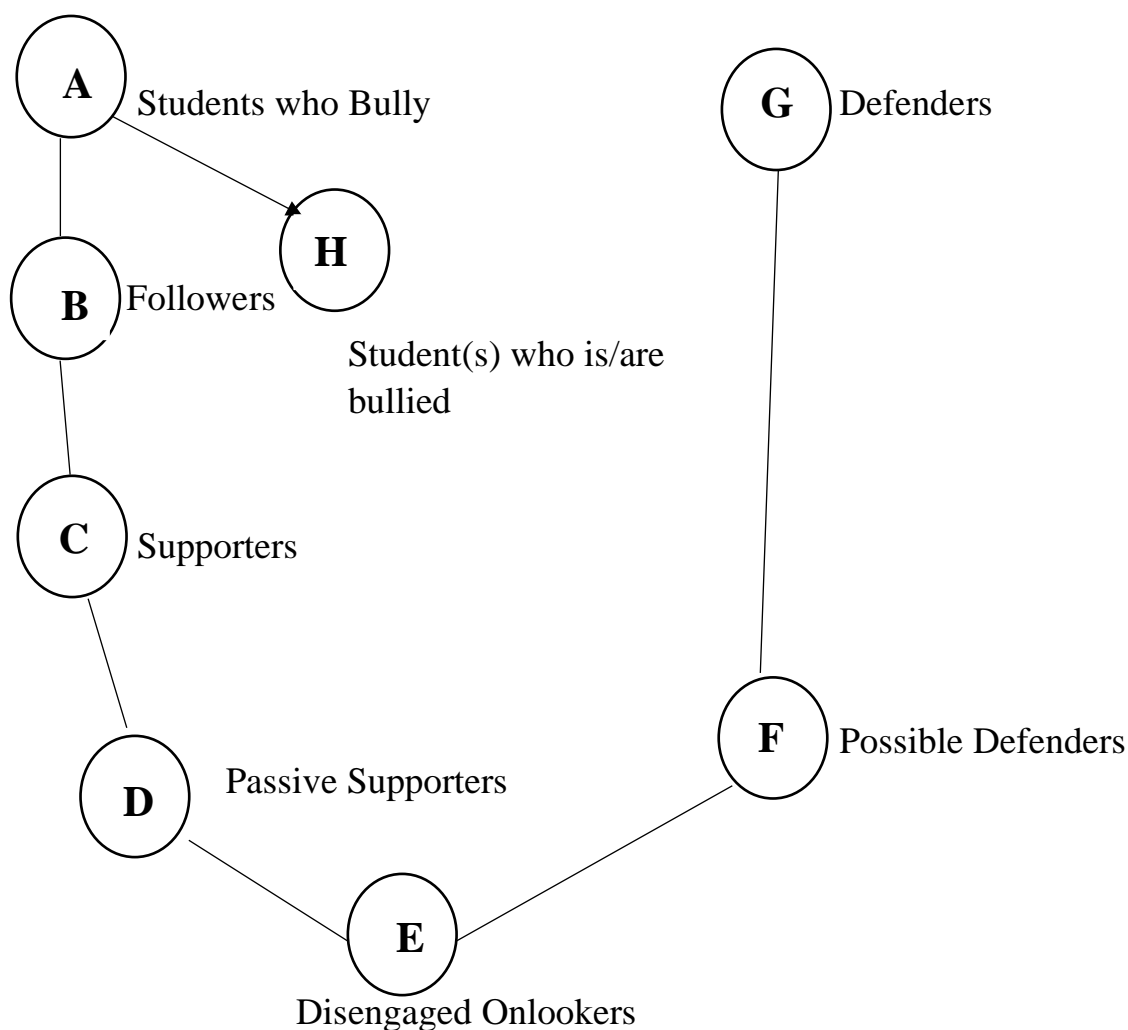 A
Students who Bully
G
Defenders
H
B
Followers
Student(s) who is/are
bullied
C
Supporters
F
Possible Defenders
D
Passive Supporters
E
Disengaged Onlookers